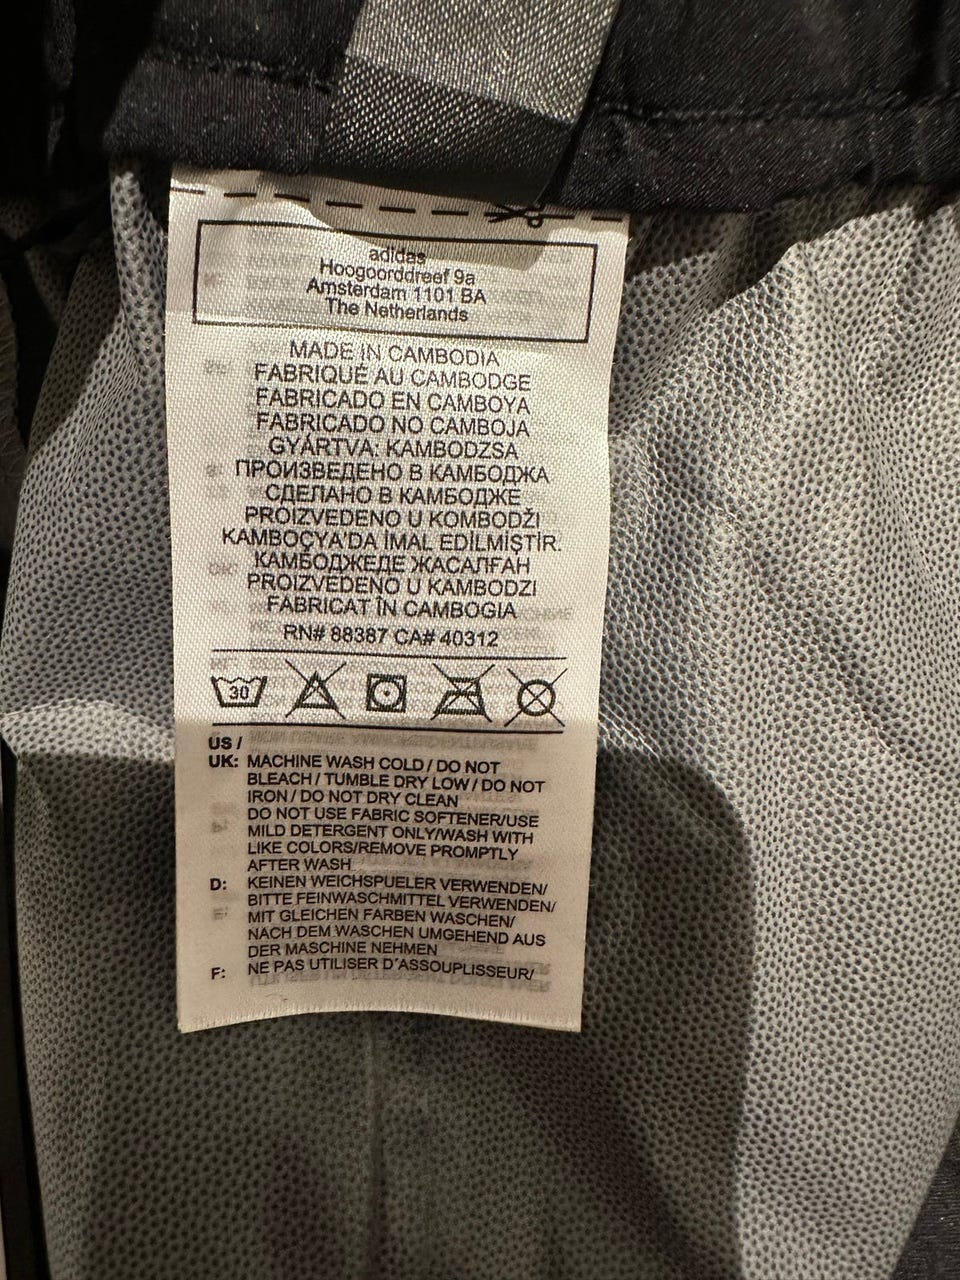 adidas
Hoogoorddreef 9a
Amsterdam 1101 BA
The Netherlands
MADE IN CAMBODIA
FABRIQUÉ AU CAMBODGE
FABRICADO EN CAMBOYA
FABRICADO NO CAMBOJA
GYÁRTVA: KAMBODZSA
ПРОИЗВЕДЕНО В КАМБОДЖА
СДЕЛАНО В КАМБОДЖЕ
PROIZVEDENO U KOMBODŽI
KAMBOÇYA'DA İMAL EDİLMİŞTİR.
КАМБОДЖЕДЕ ЖАСАЛҒАН
PROIZVEDENO U KAMBODZI
FABRICAT ÎN CAMBOGIA
RN# 88387 CA# 40312
30
US /
UK: MACHINE WASH COLD / DO NOT
BLEACH / TUMBLE DRY LOW / DO NOT
IRON / DO NOT DRY CLEAN
DO NOT USE FABRIC SOFTENER/USE
MILD DETERGENT ONLY/WASH WITH
LIKE COLORS/REMOVE PROMPTLY
AFTER WASH
D: KEINEN WEICHSPUELER VERWENDEN/
BITTE FEINWASCHMITTEL VERWENDEN/
MIT GLEICHEN FARBEN WASCHEN/
NACH DEM WASCHEN UMGEHEND AUS
DER MASCHINE NEHMEN
F: NE PAS UTILISER D'ASSOUPLISSEUR/